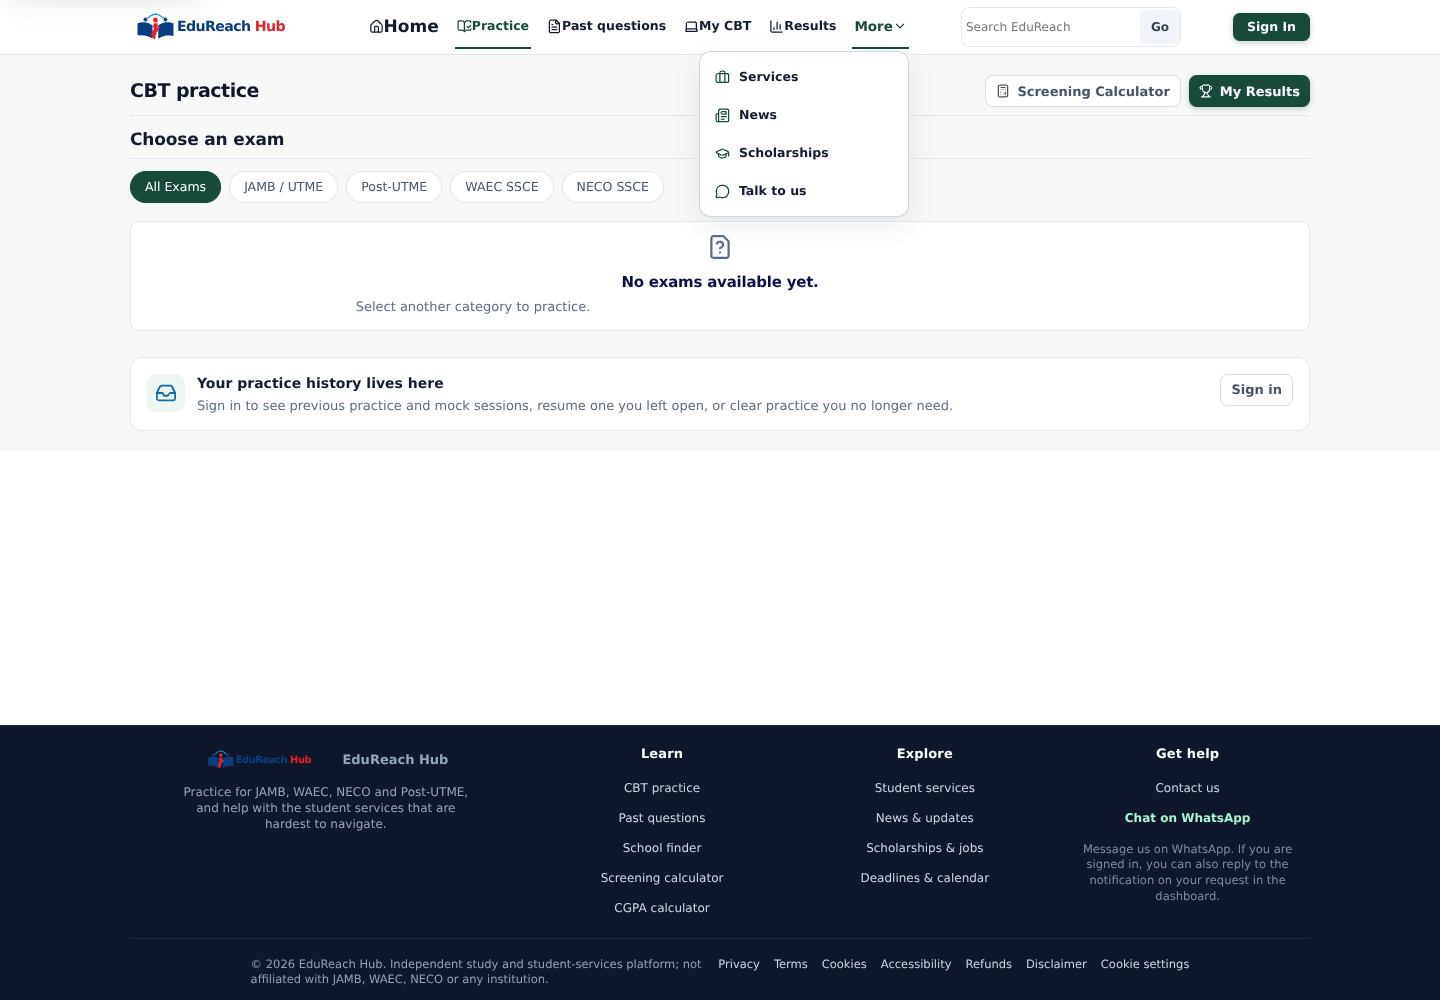 EduReach Hub
Home
Practice
Past questions
My CBT
Results
More
Search EduReach
Go
Sign In
Services
News
Scholarships
Talk to us
CBT practice
Screening Calculator
My Results
Choose an exam
All Exams
JAMB / UTME
Post-UTME
WAEC SSCE
NECO SSCE
No exams available yet.
Select another category to practice.
Your practice history lives here
Sign in to see previous practice and mock sessions, resume one you left open, or clear practice you no longer need.
Sign in
EduReach Hub
EduReach Hub
Practice for JAMB, WAEC, NECO and Post-UTME,
and help with the student services that are
hardest to navigate.
Learn
CBT practice
Past questions
School finder
Screening calculator
CGPA calculator
Explore
Student services
News & updates
Scholarships & jobs
Deadlines & calendar
Get help
Contact us
Chat on WhatsApp
Message us on WhatsApp. If you are
signed in, you can also reply to the
notification on your request in the
dashboard.
© 2026 EduReach Hub. Independent study and student-services platform; not
affiliated with JAMB, WAEC, NECO or any institution.
Privacy
Terms
Cookies
Accessibility
Refunds
Disclaimer
Cookie settings